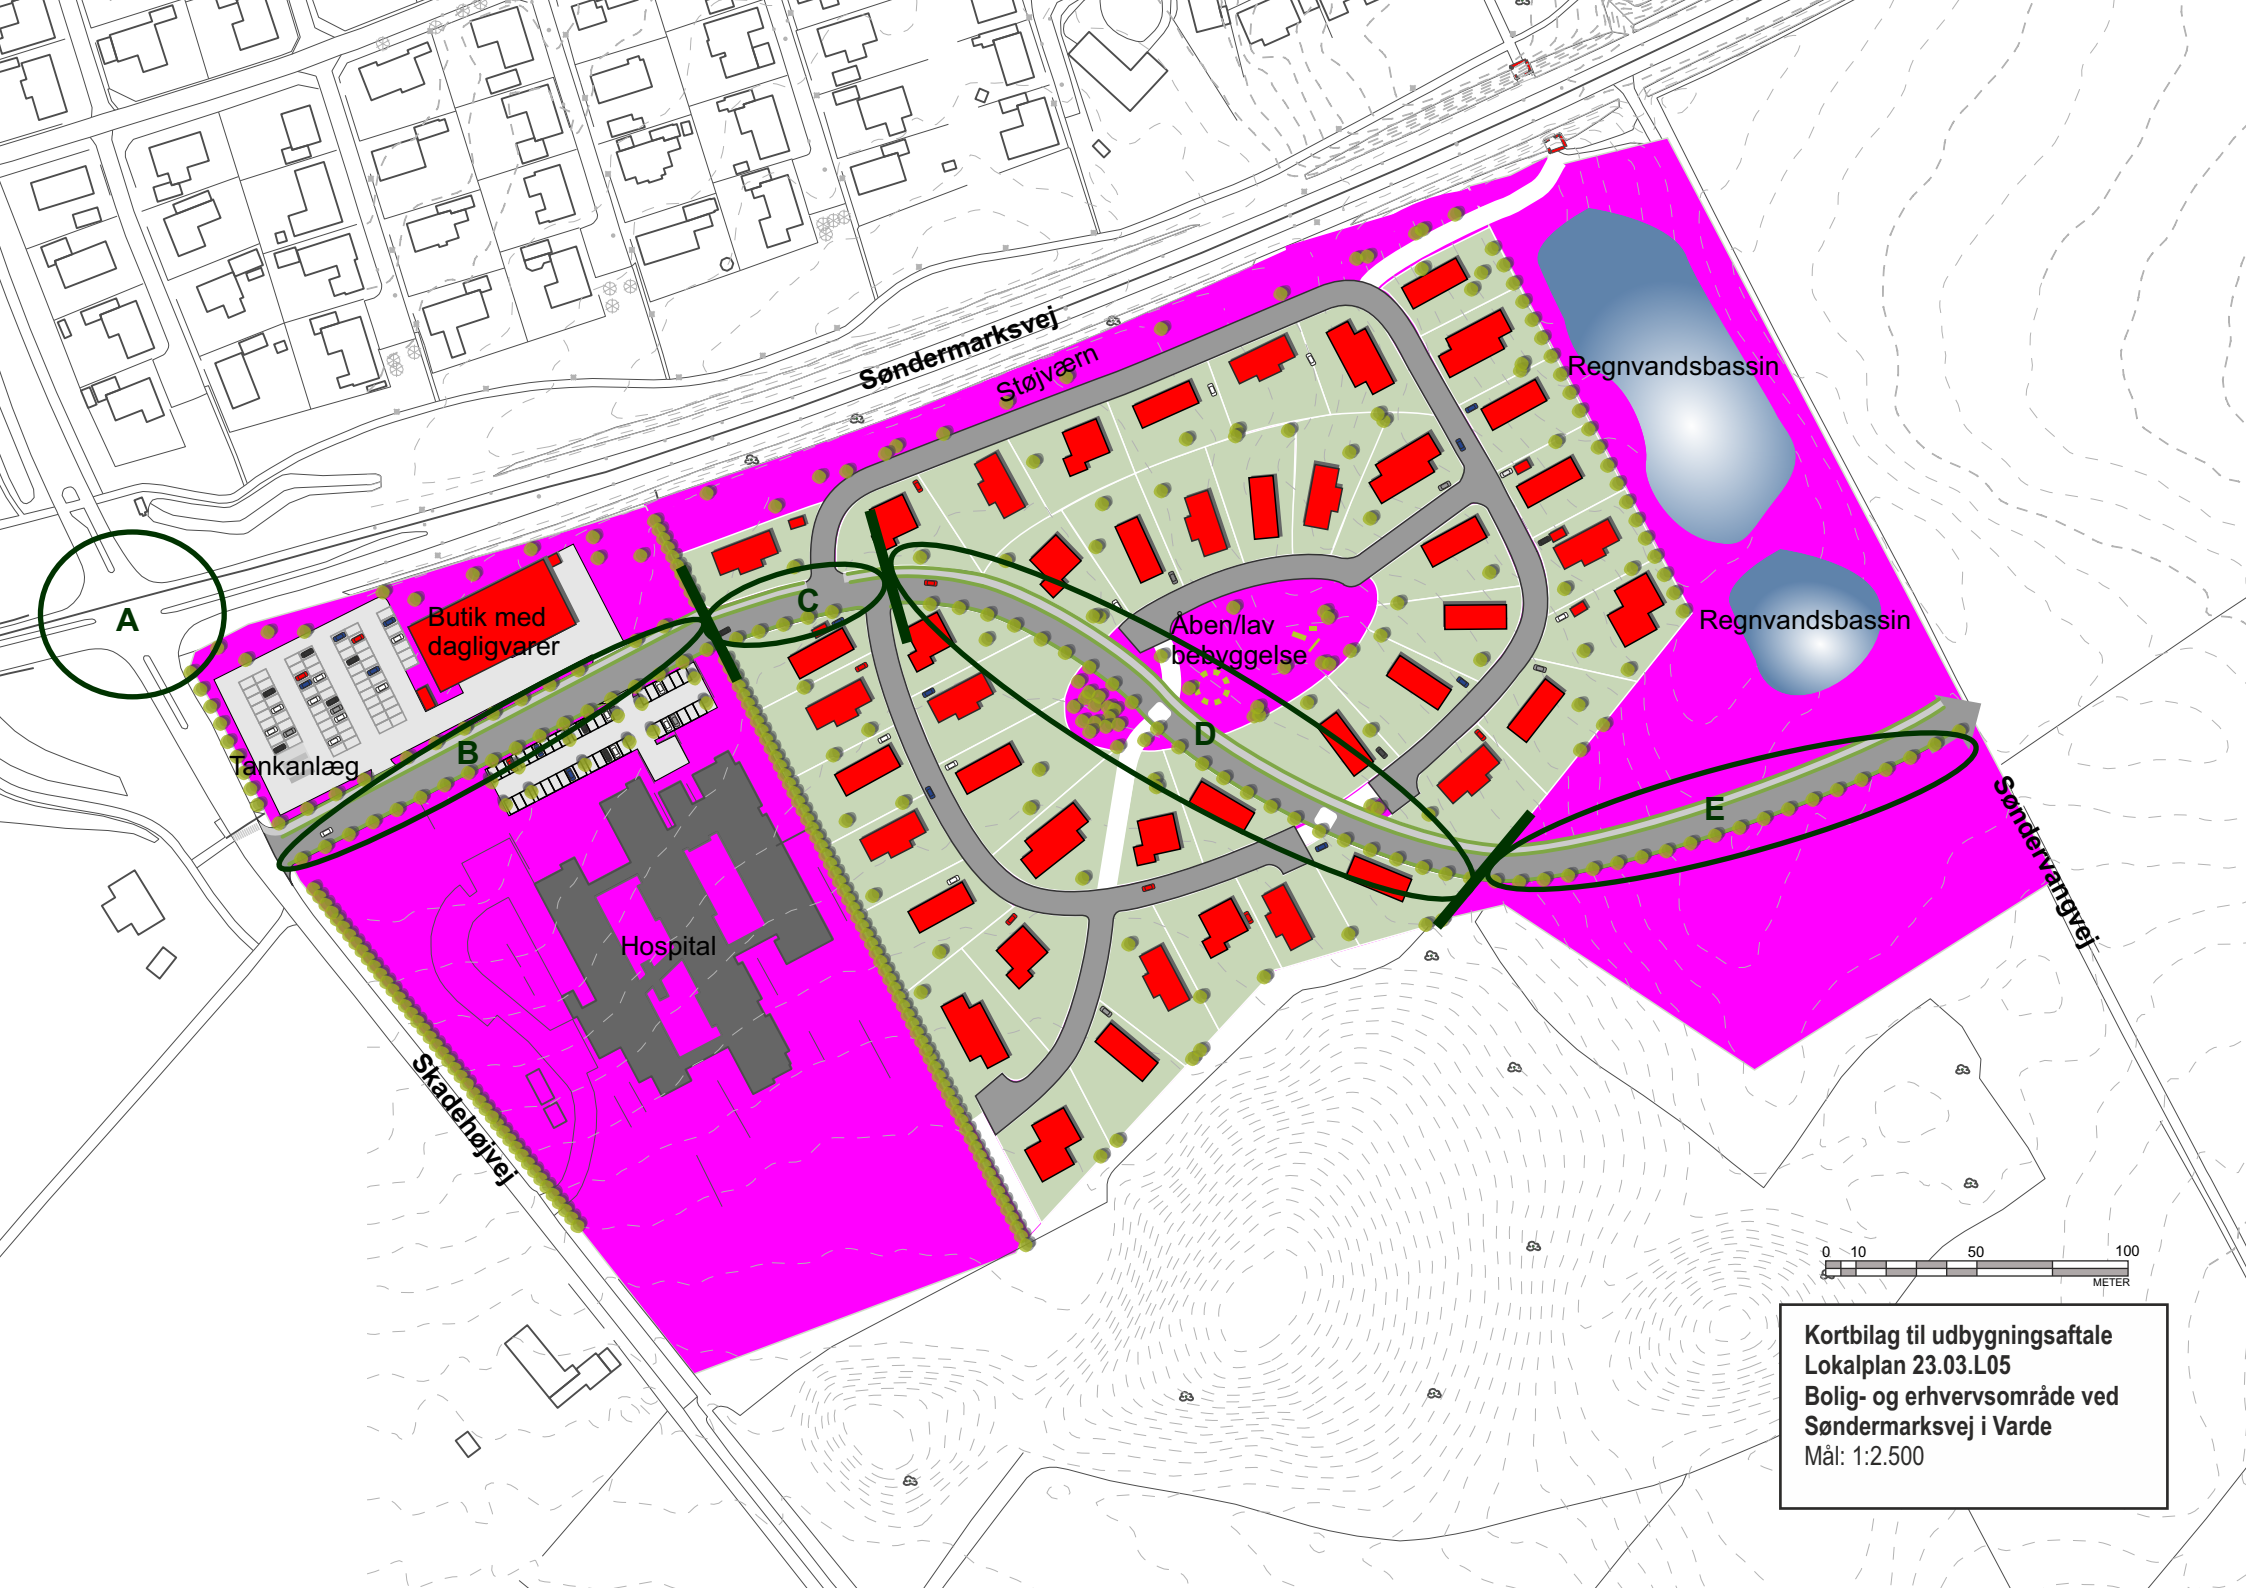 Søndermarksvej
Støjværn
Regnvandsbassin
A
Butik med
dagligvarer
C
Åben/lav
bebyggelse
Regnvandsbassin
B
D
Tankanlæg
E
Søndervangvej
Hospital
Skadehøjvej
0 10 50 100
METER
Kortbilag til udbygningsaftale
Lokalplan 23.03.L05
Bolig- og erhvervsområde ved
Søndermarksvej i Varde
Mål: 1:2.500